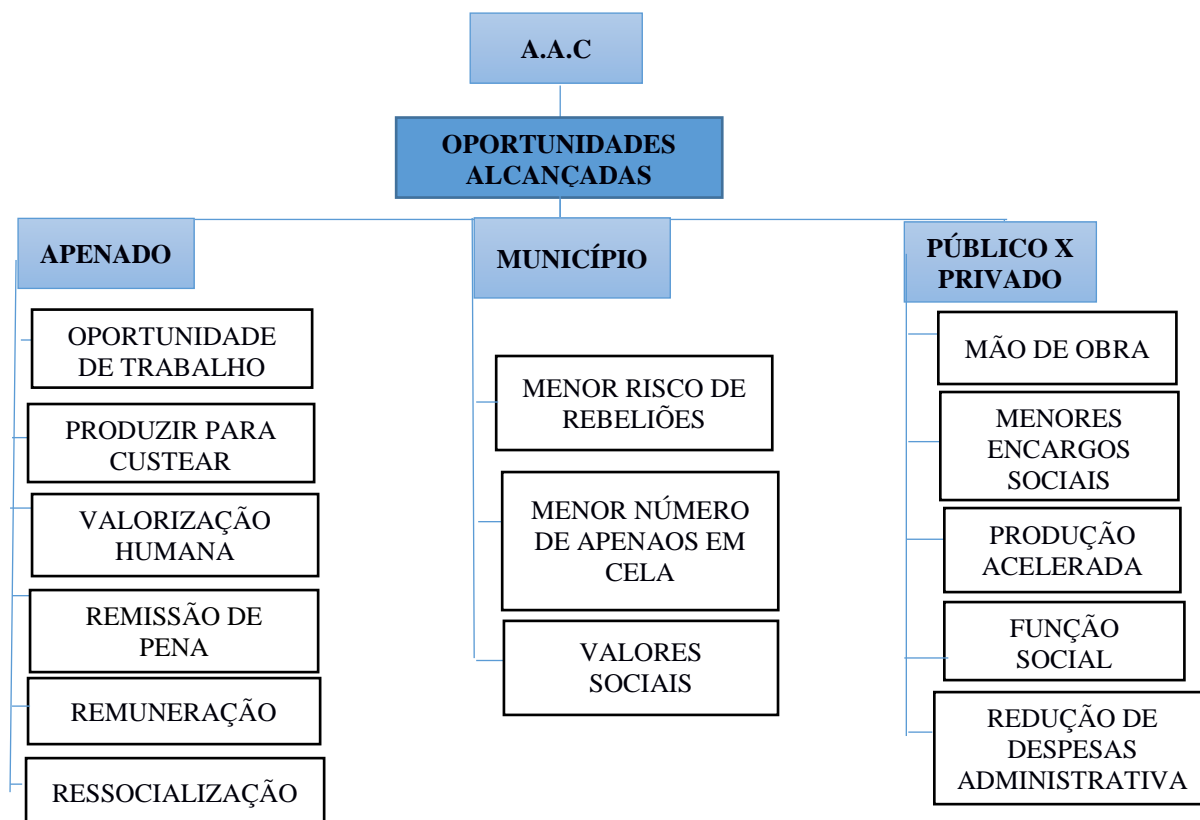 A.A.C
OPORTUNIDADES
ALCANÇADAS
APENADO
OPORTUNIDADE
DE TRABALHO
PRODUZIR PARA
CUSTEAR
VALORIZAÇÃO
HUMANA
REMISSÃO DE
PENA
REMUNERAÇÃO
RESSOCIALIZAÇÃO
MUNICÍPIO
MENOR RISCO DE
REBELIÕES
MENOR NÚMERO
DE APENAOS EM
CELA
VALORES
SOCIAIS
PÚBLICO X
PRIVADO
MÃO DE OBRA
MENORES
ENCARGOS
SOCIAIS
PRODUÇÃO
ACELERADA
FUNÇÃO
SOCIAL
REDUÇÃO DE
DESPESAS
ADMINISTRATIVA